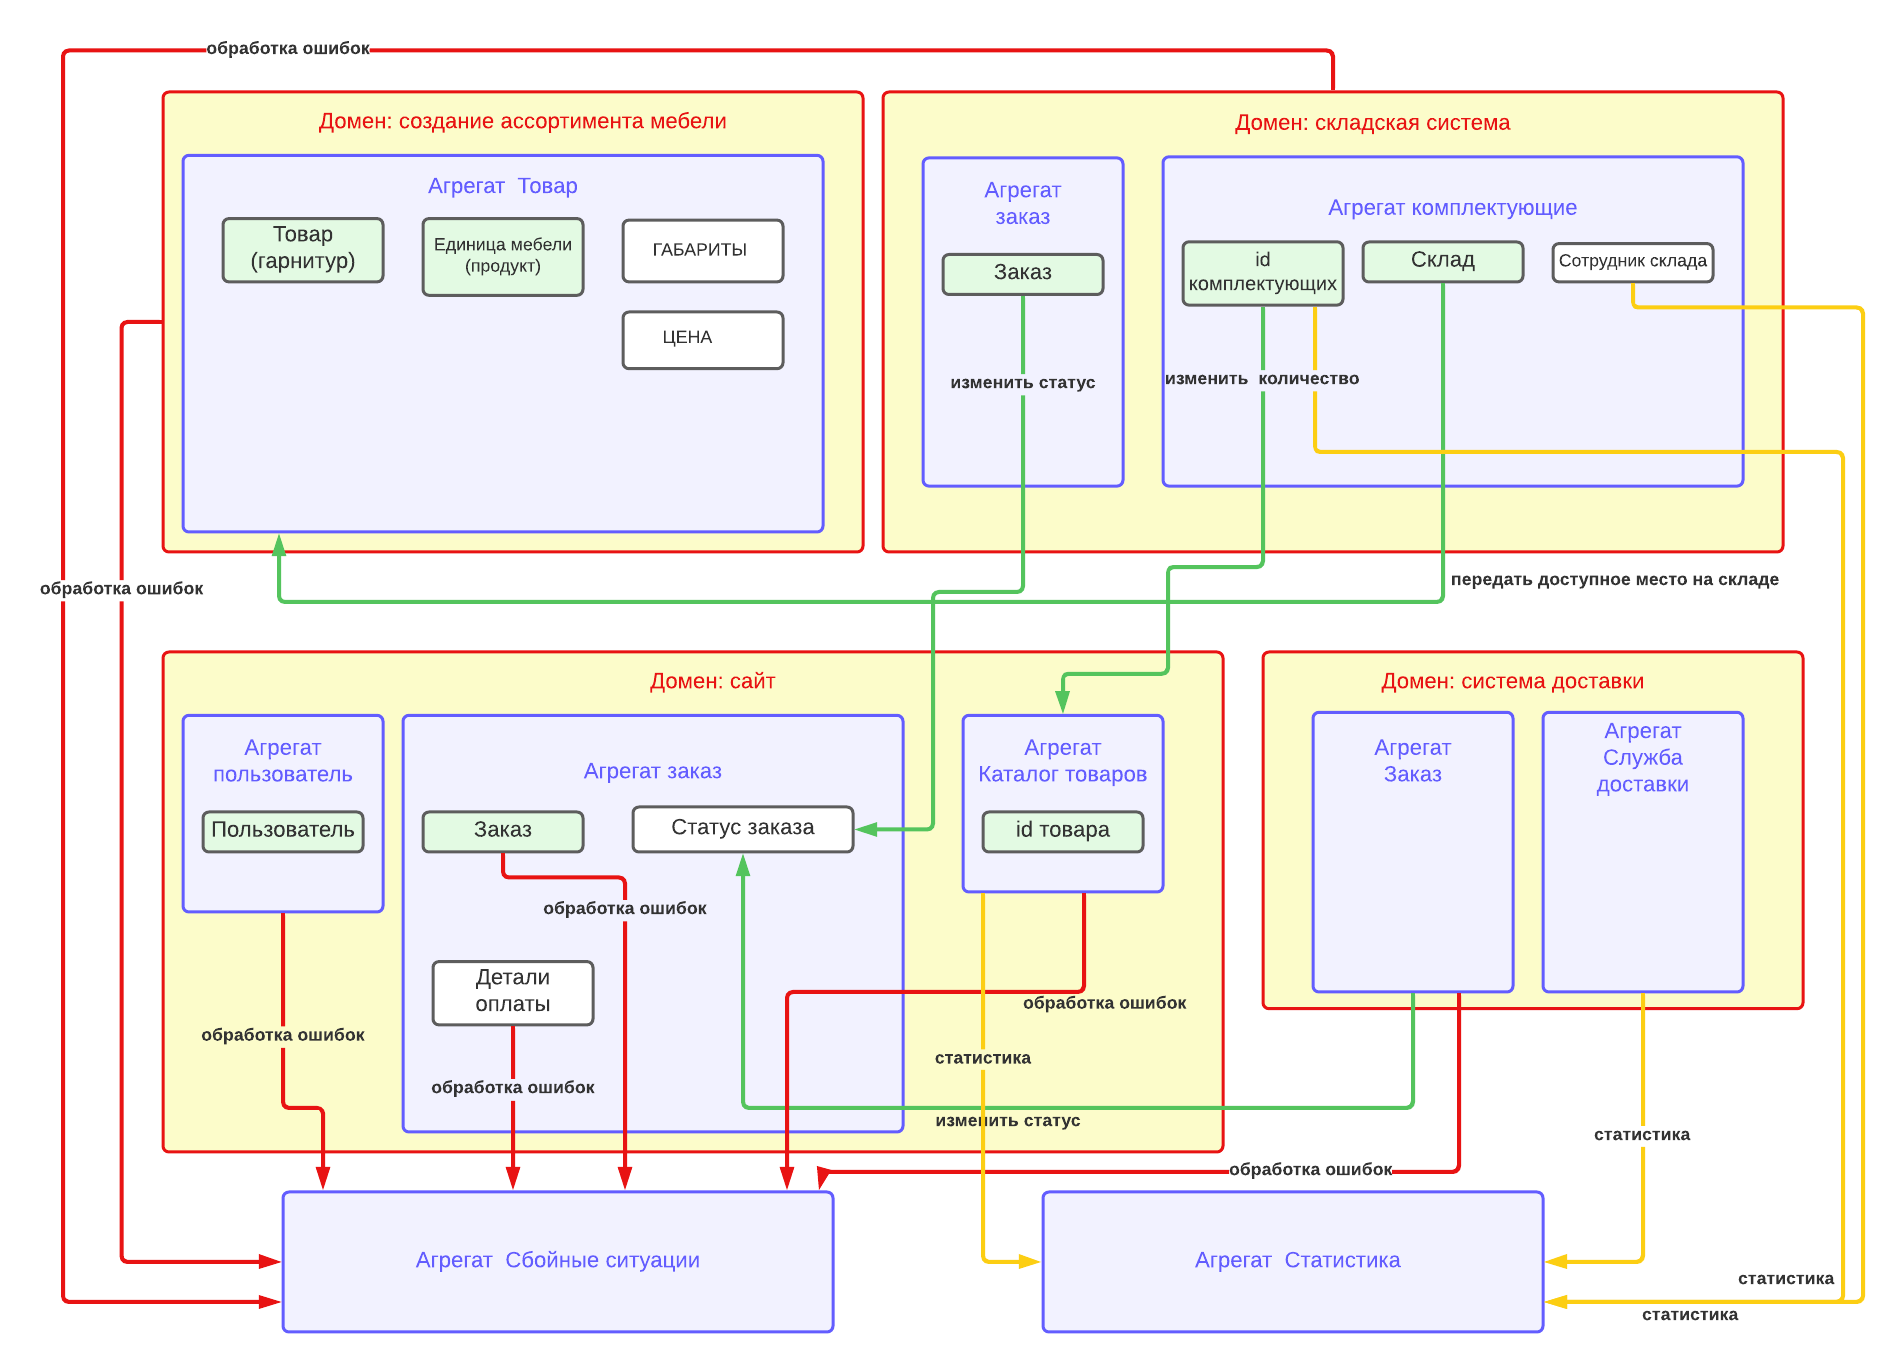 обработка ошибок
Домен: создание ассортимента мебели
Агрегат  Товар
Товар
(гарнитур)
Единица мебели
(продукт)
ГАБАРИТЫ
ЦЕНА
Домен: складская система
Агрегат
заказ
Заказ
изменить статус
Агрегат комплектующие
id
комплектующих
Склад
Сотрудник склада
изменить  количество
обработка ошибок
передать доступное место на складе
Домен: сайт
Агрегат
пользователь
Пользователь
Агрегат заказ
Заказ
Статус заказа
обработка ошибок
Детали
оплаты
Агрегат
Каталог товаров
id товара
обработка ошибок
обработка ошибок
статистика
обработка ошибок
изменить статус
Домен: система доставки
Агрегат
Заказ
Агрегат
Служба
доставки
статистика
обработка ошибок
Агрегат  Сбойные ситуации
Агрегат  Статистика
статистика
статистика